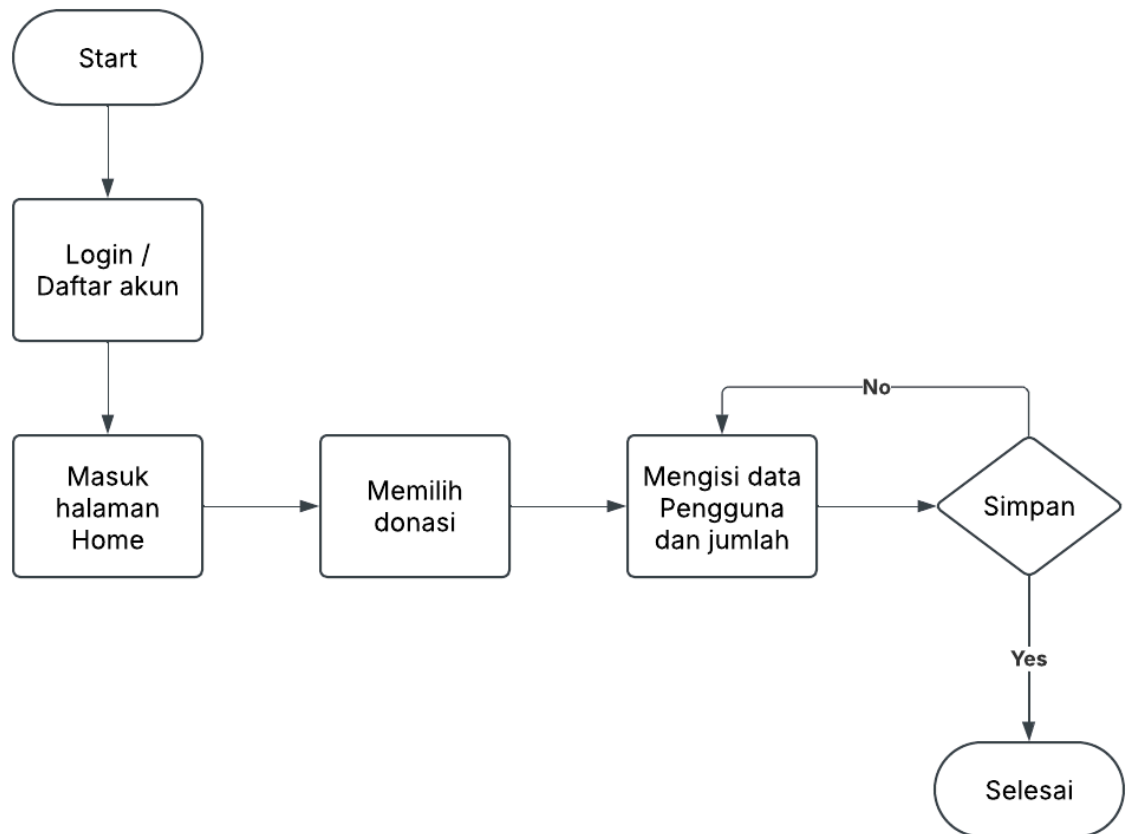 Start
Login /
Daftar akun
Masuk
halaman
Home
Memilih
donasi
Mengisi data
Pengguna
dan jumlah
No
Simpan
Yes
Selesai